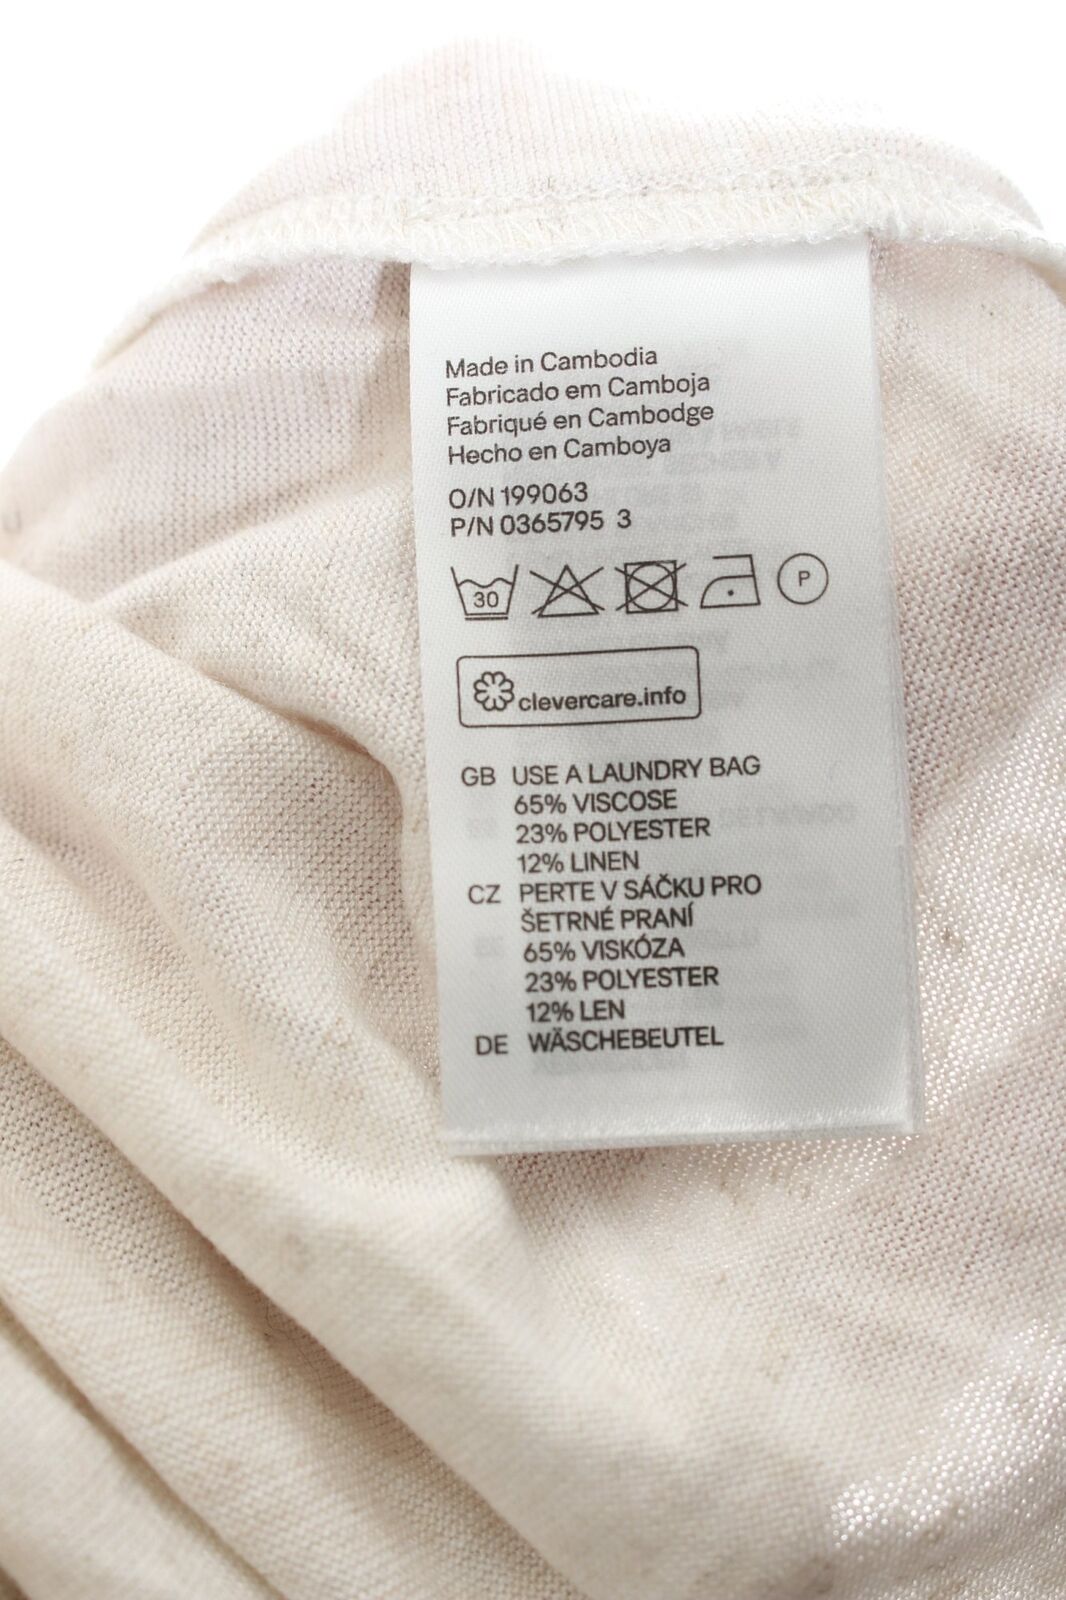 Made in Cambodia
Fabricado em Camboja
Fabriqué en Cambodge
Hecho en Camboya
O/N 199063
P/N 0365795 3
30
P
clevercare.info
GB USE A LAUNDRY BAG
65% VISCOSE
23% POLYESTER
12% LINEN
CZ PERTE V SÁČKU PRO
ŠETRNÉ PRANÍ
65% VISKÓZA
23% POLYESTER
12% LEN
DE WÄSCHEBEUTEL